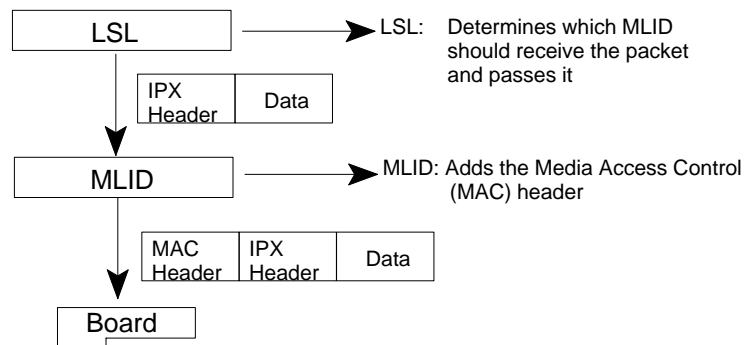 LSL
LSL: Determines which MLID
should receive the packet
and passes it
IPX
Header
Data
MLID
MLID: Adds the Media Access Control
(MAC) header
MAC
Header
IPX
Header
Data
Board